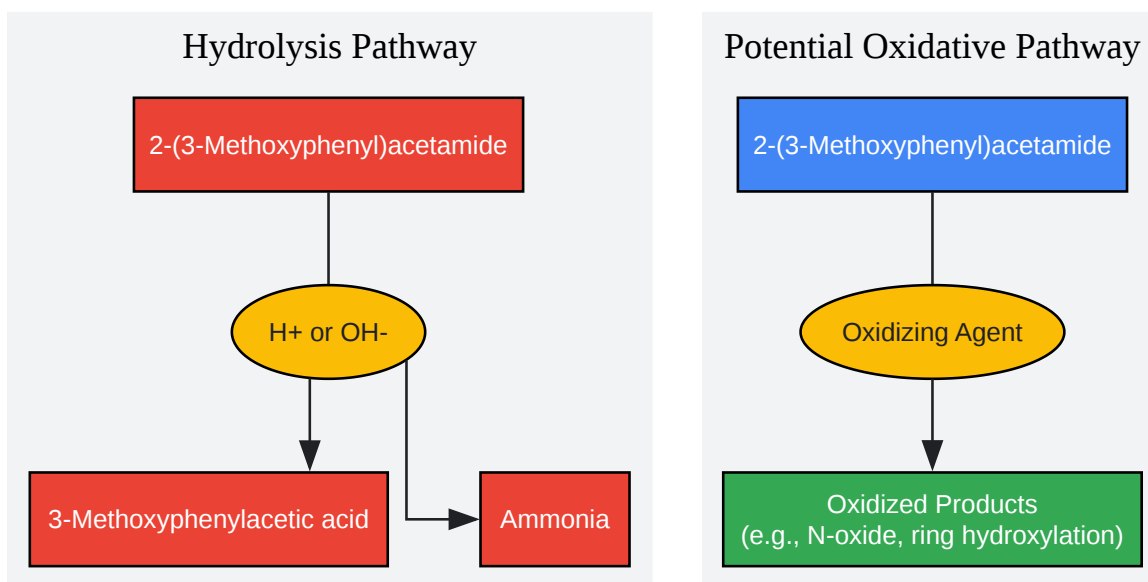 Hydrolysis Pathway
2-(3-Methoxyphenyl)acetamide
H+ or OH-
3-Methoxyphenylacetic acid
Ammonia
Potential Oxidative Pathway
2-(3-Methoxyphenyl)acetamide
Oxidizing Agent
Oxidized Products
(e.g., N-oxide, ring hydroxylation)